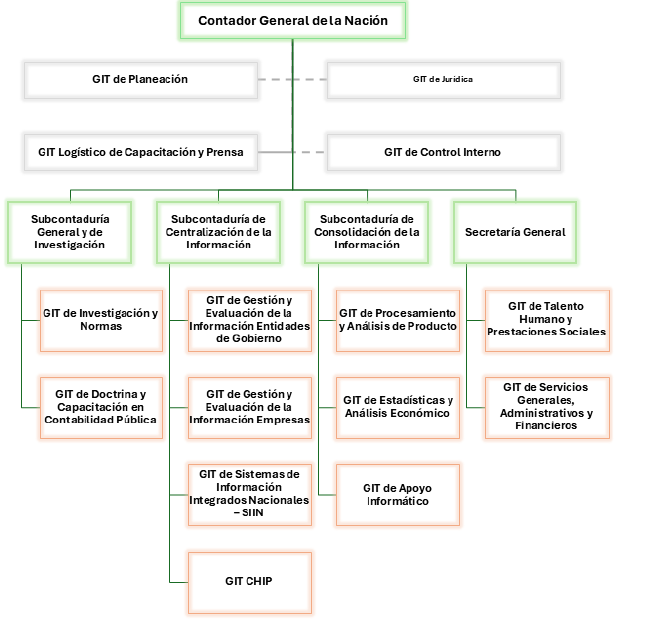 Contador General de la Nación
GIT de Planeación
GIT de Jurídica
GIT Logístico de Capacitación y Prensa
GIT de Control Interno
Subcontaduría
General y de
Investigación
Subcontaduría de
Centralización de la
Información
Subcontaduría de
Consolidación de la
Información
Secretaría General
GIT de Investigación y
Normas
GIT de Gestión y
Evaluación de la
Información Entidades
de Gobierno
GIT de Procesamiento
y Análisis de Producto
GIT de Talento
Humano y
Prestaciones Sociales
GIT de Doctrina y
Capacitación en
Contabilidad Pública
GIT de Gestión y
Evaluación de la
Información Empresas
GIT de Estadísticas y
Análisis Económico
GIT de Servicios
Generales,
Administrativos y
Financieros
GIT de Sistemas de
Información
Integrados Nacionales
– SIIN
GIT de Apoyo
Informático
GIT CHIP